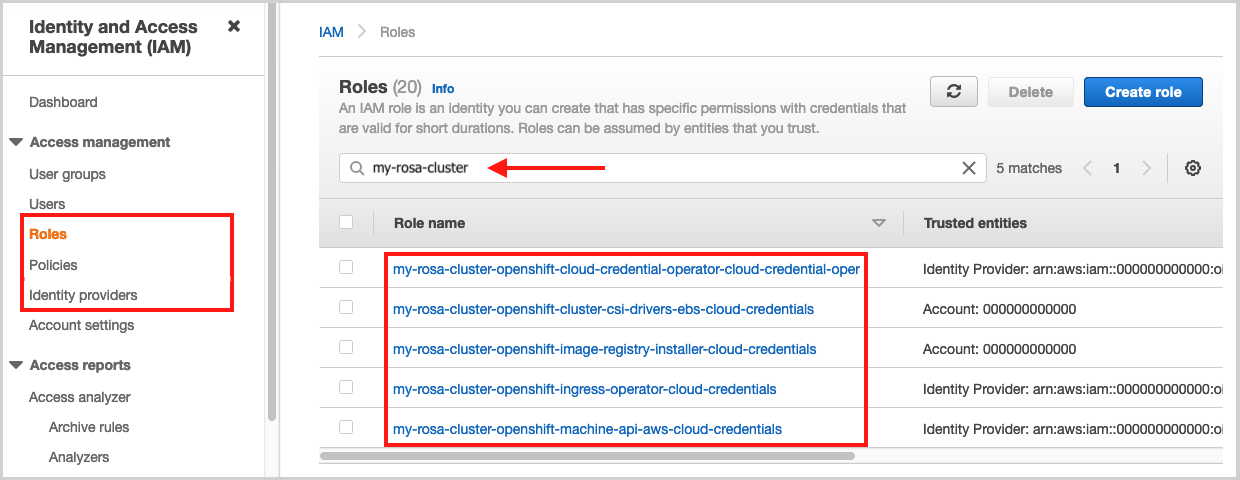 Identity and Access
Management (IAM)
Dashboard
Access management
User groups
Users
Roles
Policies
Identity providers
Account settings
Access reports
Access analyzer
Archive rules
Analyzers
IAM > Roles
Roles (20) Info
An IAM role is an identity you can create that has specific permissions with credentials that
are valid for short durations. Roles can be assumed by entities that you trust.
Delete
Create role
my-rosa-cluster
5 matches
1
Role name Trusted entities
my-rosa-cluster-openshift-cloud-credential-operator-cloud-credential-oper Identity Provider: arn:aws:iam::000000000000:oi
my-rosa-cluster-openshift-cluster-csi-drivers-ebs-cloud-credentials Account: 000000000000
my-rosa-cluster-openshift-image-registry-installer-cloud-credentials Account: 000000000000
my-rosa-cluster-openshift-ingress-operator-cloud-credentials Identity Provider: arn:aws:iam::000000000000:oi
my-rosa-cluster-openshift-machine-api-aws-cloud-credentials Identity Provider: arn:aws:iam::000000000000:oi